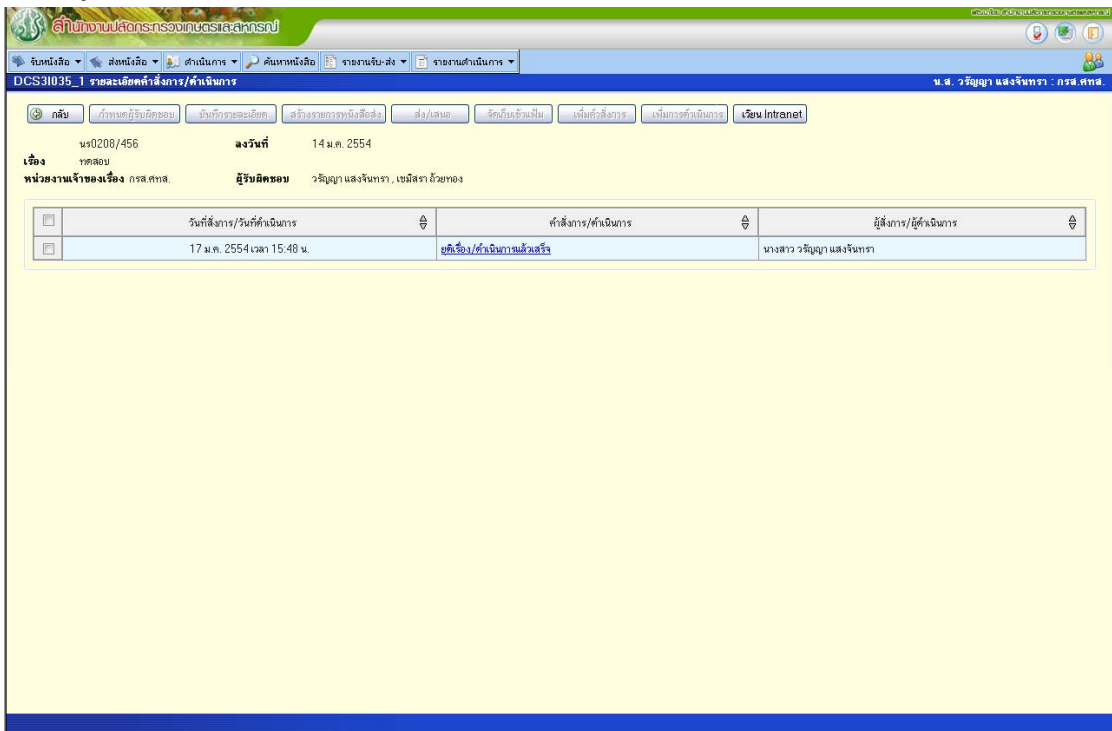 สำนักงานปลัดกระทรวงเกษตรและสหกรณ์
รับหนังสือ ส่งหนังสือ ดำเนินการ ค้นหาหนังสือ รายงานรับ-ส่ง รายงานดำเนินการ
DCS3I035_1 รายละเอียดคำสั่งการ/ดำเนินการ น.ส. วรัญญา แสงจันทรา : กรส.ศทส.
กลับ กำหนดผู้รับผิดชอบ บันทึกรายละเอียด สร้างรายการหนังสือส่ง ส่ง/เสนอ จัดเก็บเข้าแฟ้ม เพิ่มคำสั่งการ เพิ่มการดำเนินการ เวียน Intranet
นร0208/456 ลงวันที่ 14 ม.ค. 2554
เรื่อง ทดสอบ
หน่วยงานเจ้าของเรื่อง กรส.ศทส. ผู้รับผิดชอบ วรัญญา แสงจันทรา , เขมิสรา ถ้วยทอง
วันที่สั่งการ/วันที่ดำเนินการ คำสั่งการ/ดำเนินการ ผู้สั่งการ/ผู้ดำเนินการ
17 ม.ค. 2554 เวลา 15:48 น. ยุติเรื่อง/ดำเนินการแล้วเสร็จ นางสาว วรัญญา แสงจันทรา